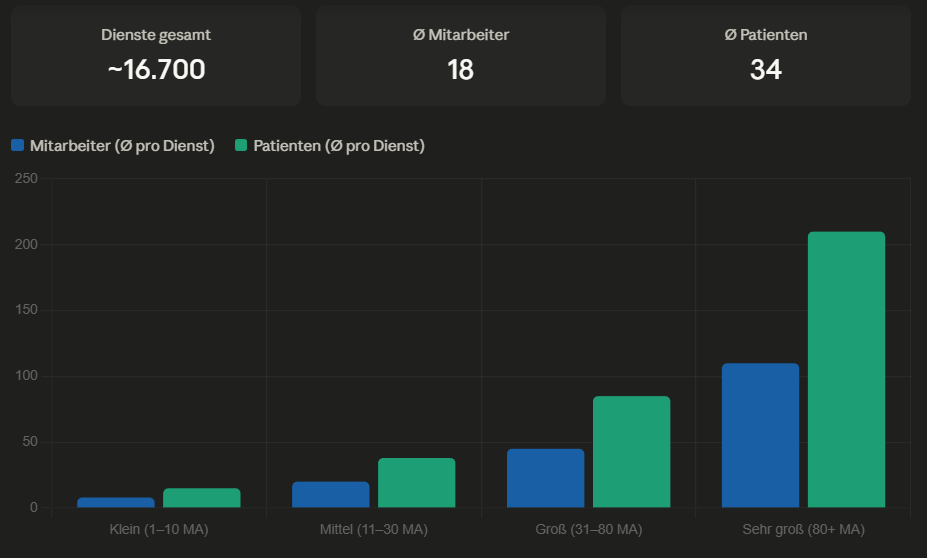 Dienste gesamt
~16.700
Ø Mitarbeiter
18
Ø Patienten
34
Mitarbeiter (Ø pro Dienst)
Patienten (Ø pro Dienst)
250
200
150
100
50
0
Klein (1–10 MA)
Mittel (11–30 MA)
Groß (31–80 MA)
Sehr groß (80+ MA)